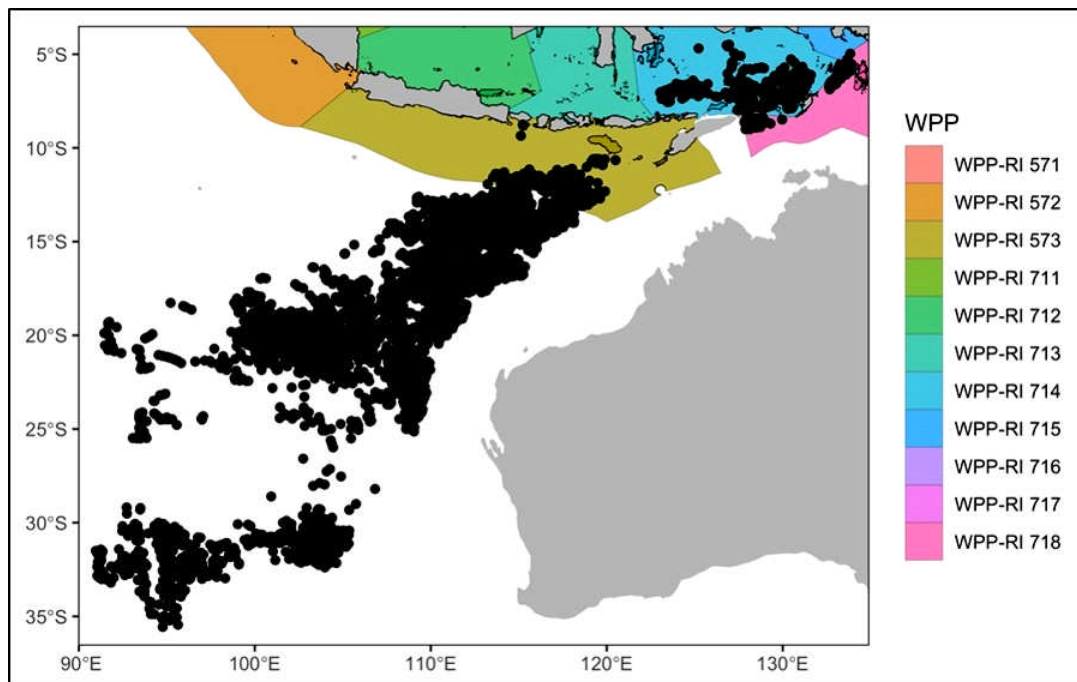 5°S
10°S
15°S
20°S
25°S
30°S
35°S
90°E
100°E
110°E
120°E
130°E
WPP
WPP-RI 571
WPP-RI 572
WPP-RI 573
WPP-RI 711
WPP-RI 712
WPP-RI 713
WPP-RI 714
WPP-RI 715
WPP-RI 716
WPP-RI 717
WPP-RI 718